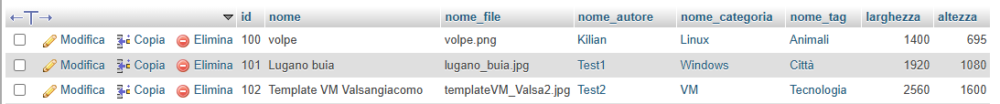 id nome nome_file nome_autore nome_categoria nome_tag larghezza altezza
Modifica Copia Elimina 100 volpe volpe.png Kilian Linux Animali 1400 695
Modifica Copia Elimina 101 Lugano buia lugano_buia.jpg Test1 Windows Città 1920 1080
Modifica Copia Elimina 102 Template VM Valsangiacomo templateVM_Valsa2.jpg Test2 VM Tecnologia 2560 1600